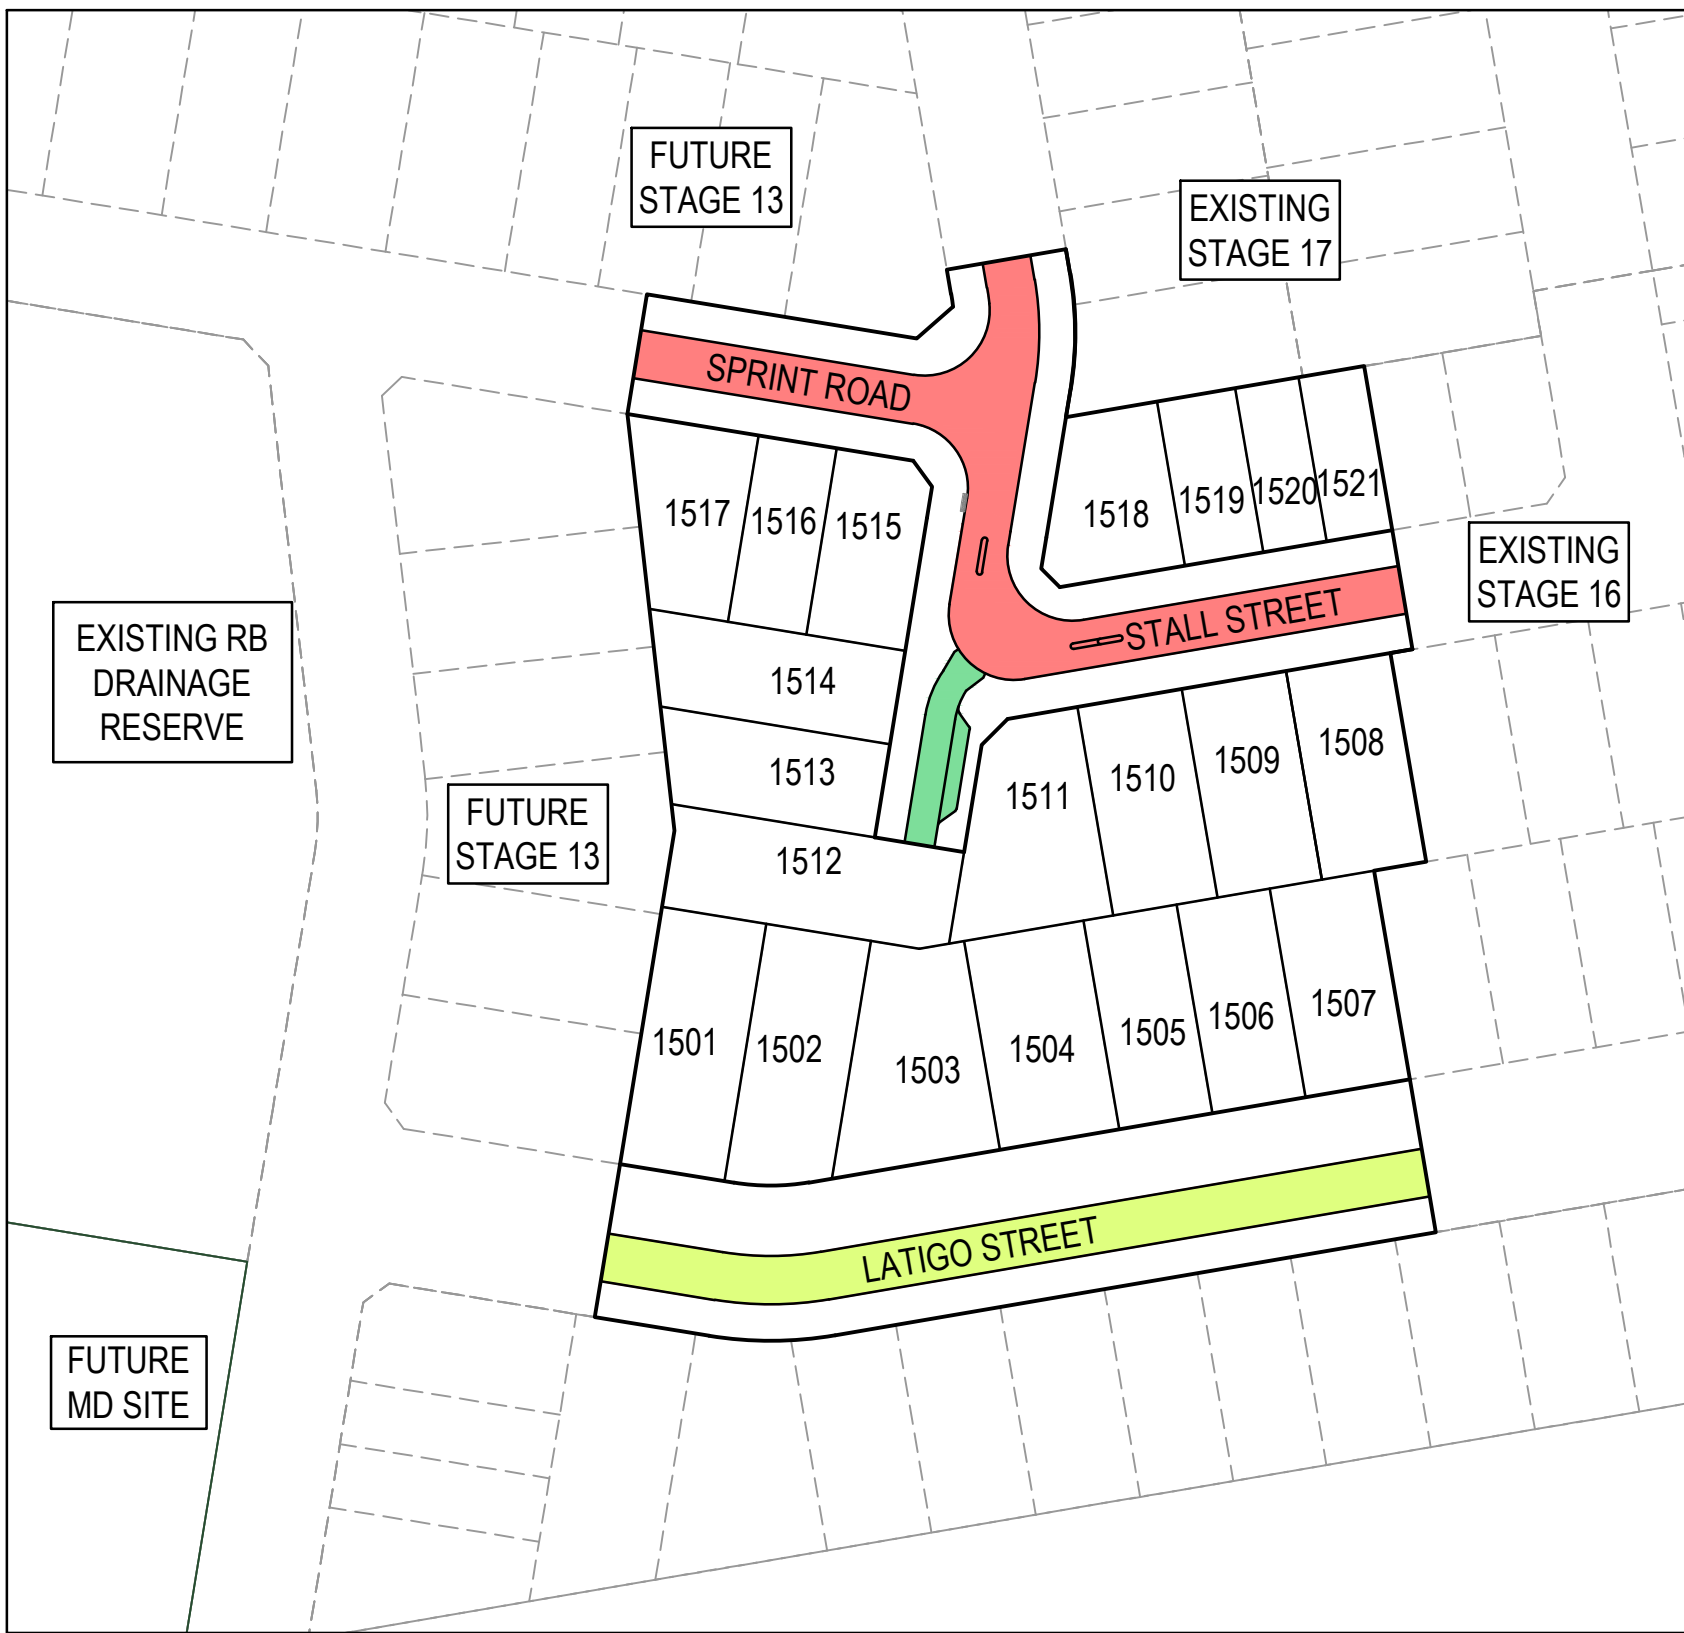 FUTURE
STAGE 13
EXISTING
STAGE 17
SPRINT ROAD
1517
1516
1515
1518
1519
1520
1521
EXISTING
STAGE 16
STALL STREET
EXISTING RB
DRAINAGE
RESERVE
1514
1513
1512
1511
1510
1509
1508
FUTURE
STAGE 13
1501
1502
1503
1504
1505
1506
1507
LATIGO STREET
FUTURE
MD SITE